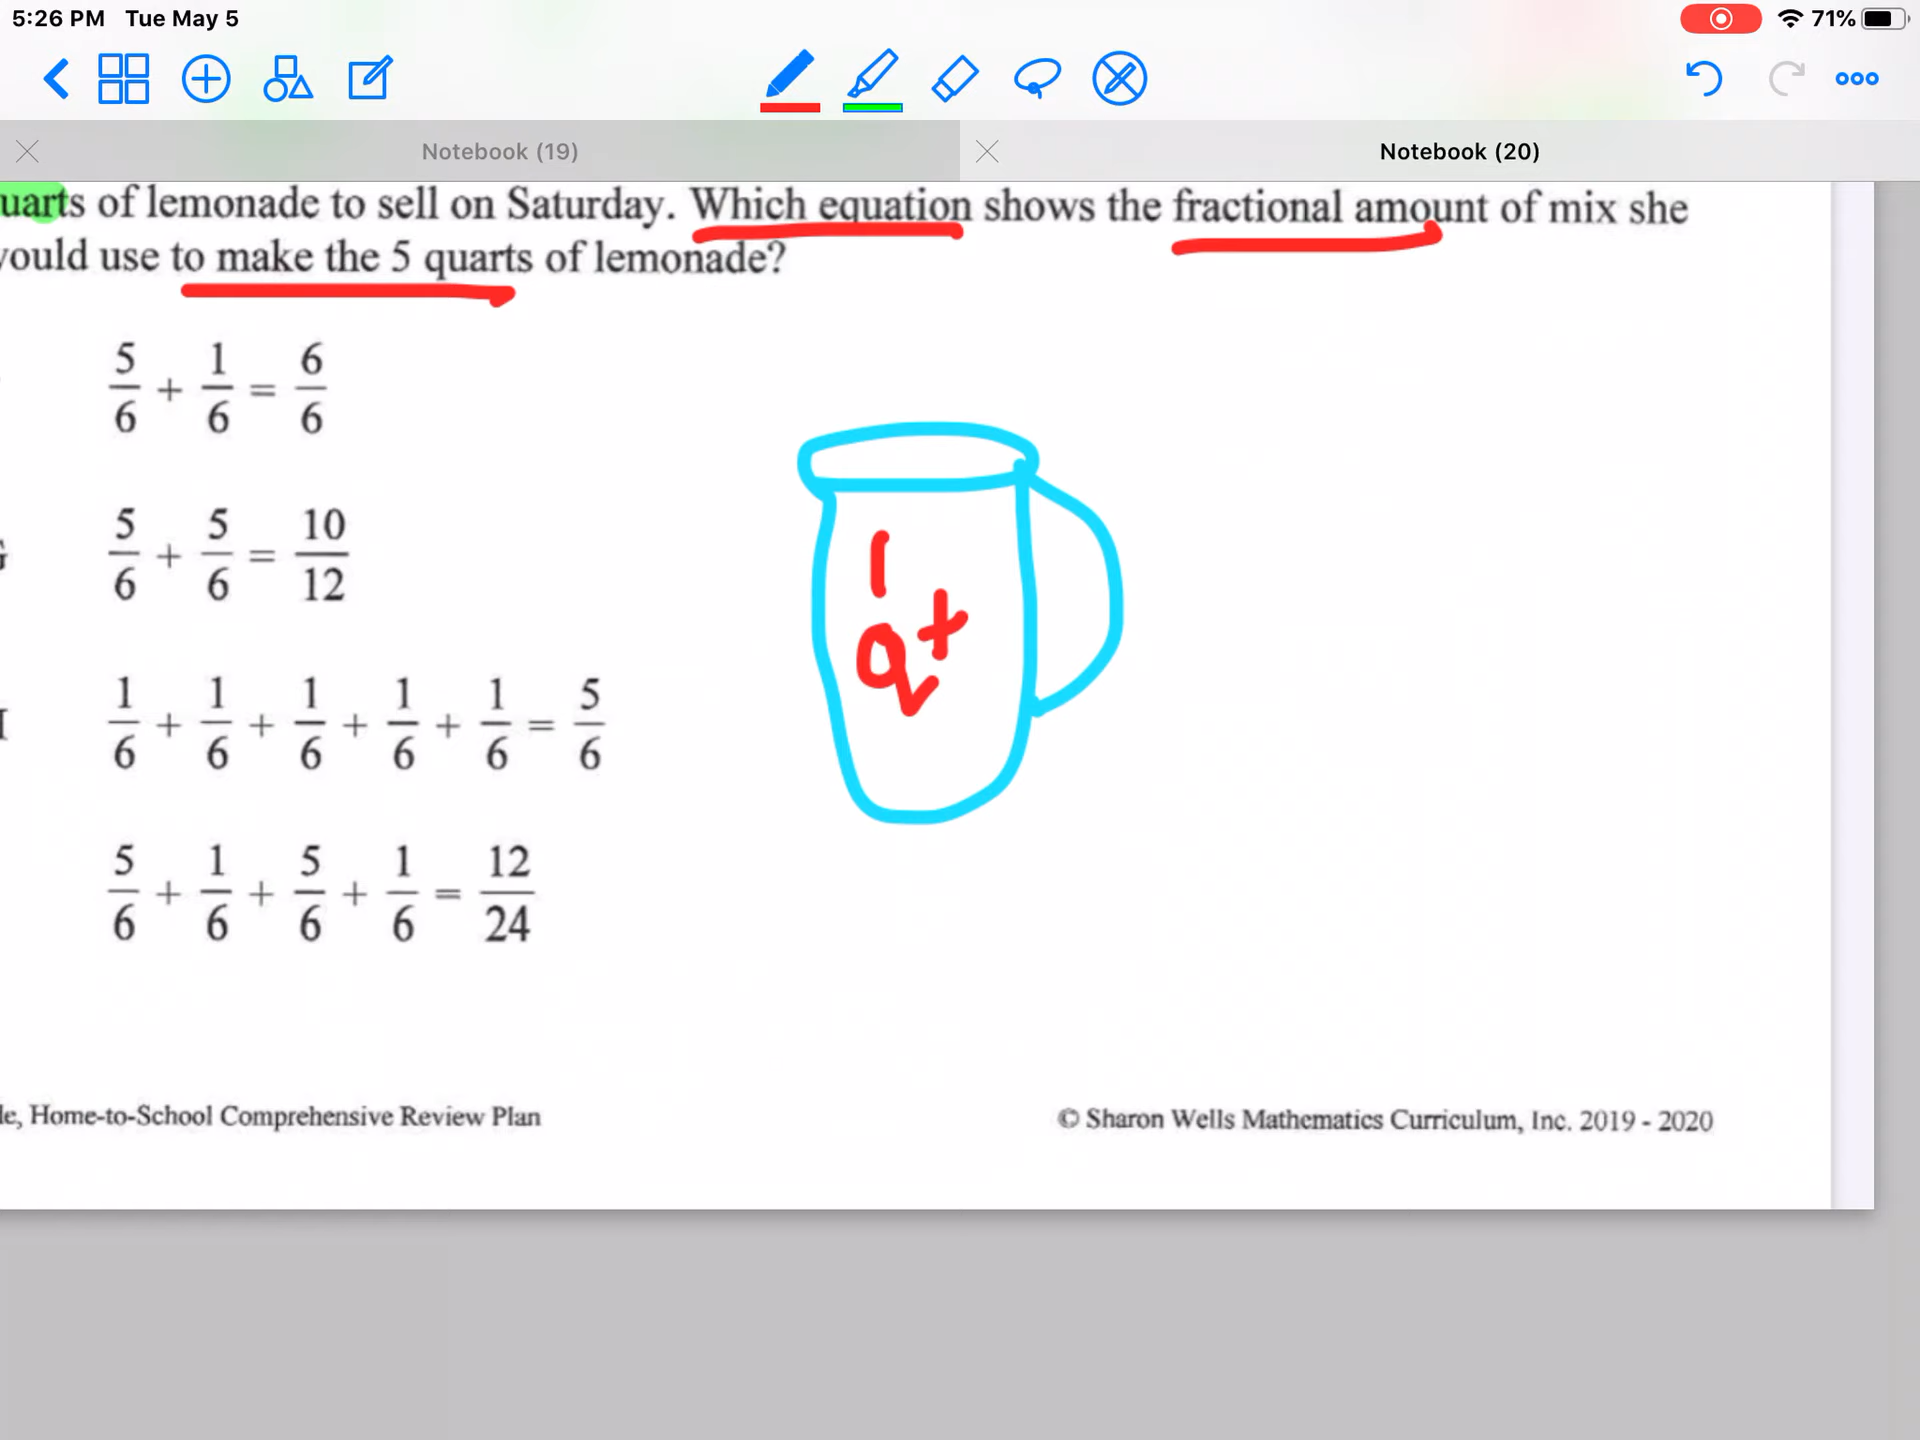 5:26 PM Tue May 5
71%
Notebook (19)
Notebook (20)
uarts of lemonade to sell on Saturday. Which equation shows the fractional amount of mix she
ould use to make the 5 quarts of lemonade?
5/6 + 1/6 = 6/6
5/6 + 5/6 = 10/12
1/6 + 1/6 + 1/6 + 1/6 + 1/6 = 5/6
5/6 + 1/6 + 5/6 + 1/6 = 12/24
1
qt
le, Home-to-School Comprehensive Review Plan
© Sharon Wells Mathematics Curriculum, Inc. 2019 - 2020